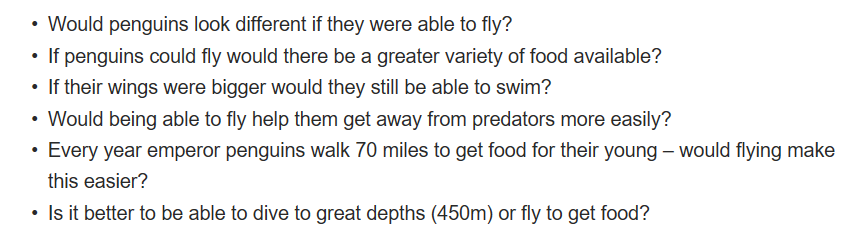 • Would penguins look different if they were able to fly?
• If penguins could fly would there be a greater variety of food available?
• If their wings were bigger would they still be able to swim?
• Would being able to fly help them get away from predators more easily?
• Every year emperor penguins walk 70 miles to get food for their young – would flying make
this easier?
• Is it better to be able to dive to great depths (450m) or fly to get food?